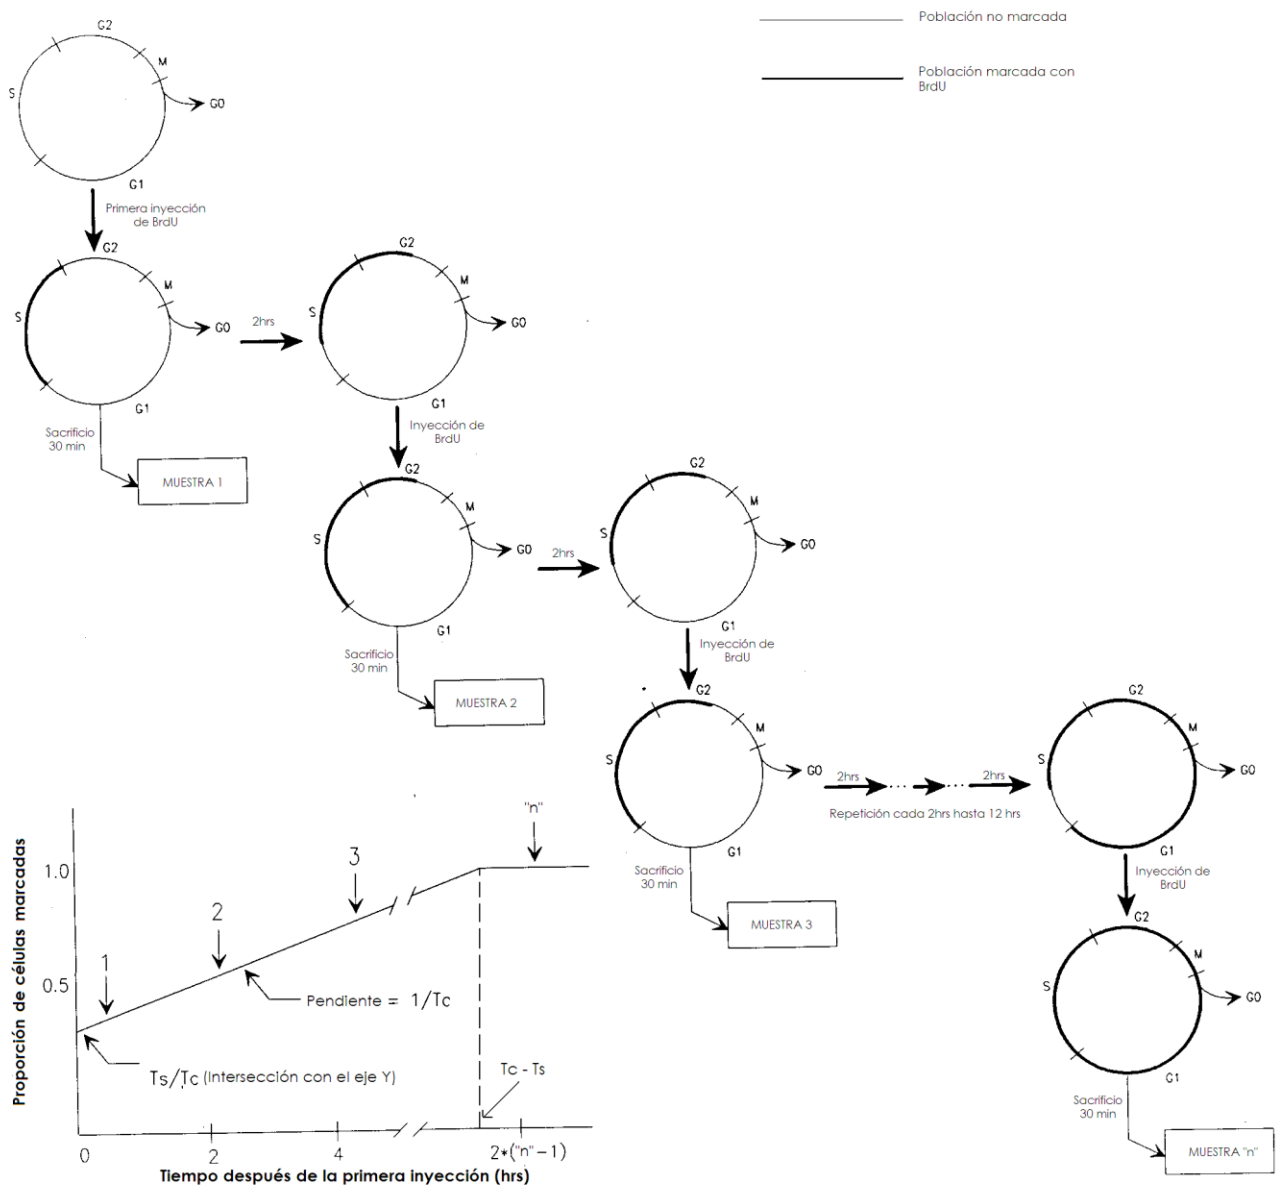 Población no marcada
Población marcada con
BrdU
G2
M
S
G0
G1
Primera inyección
de BrdU
G2
M
S
G0
G1
Sacrificio
30 min
MUESTRA 1
2hrs
G2
M
S
G0
G1
Inyección de
BrdU
G2
M
S
G0
G1
Sacrificio
30 min
MUESTRA 2
2hrs
G2
M
S
G0
G1
Inyección de
BrdU
G2
M
S
G0
G1
Sacrificio
30 min
MUESTRA 3
2hrs
2hrs
Repetición cada 2hrs hasta 12 hrs
G2
M
S
G0
G1
Inyección de
BrdU
G2
M
S
G0
G1
Sacrificio
30 min
MUESTRA "n"
Proporción de células marcadas
1.0
0.5
1
2
3
"n"
Pendiente = 1/Tc
Ts/Tc (Intersección con el eje Y)
Tc - Ts
0
2
4
2*("n"-1)
Tiempo después de la primera inyección (hrs)